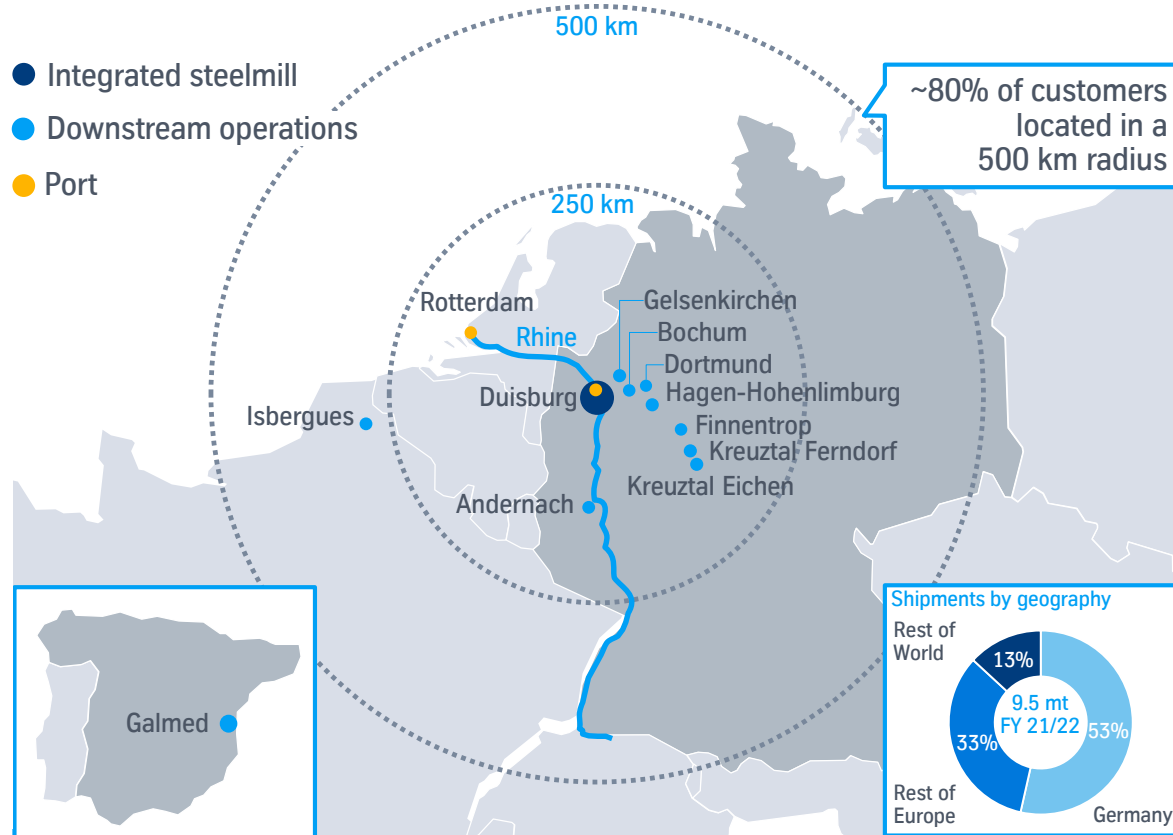 500 km
Integrated steelmill
Downstream operations
Port
~80% of customers
located in a
500 km radius
250 km
Rotterdam
Rhine
Gelsenkirchen
Bochum
Dortmund
Duisburg
Hagen-Hohenlimburg
Isbergues
Finnentrop
Kreuztal Ferndorf
Kreuztal Eichen
Andernach
Galmed
Shipments by geography
Rest of
World
13%
9.5 mt
FY 21/22
53%
33%
Rest of
Europe
Germany